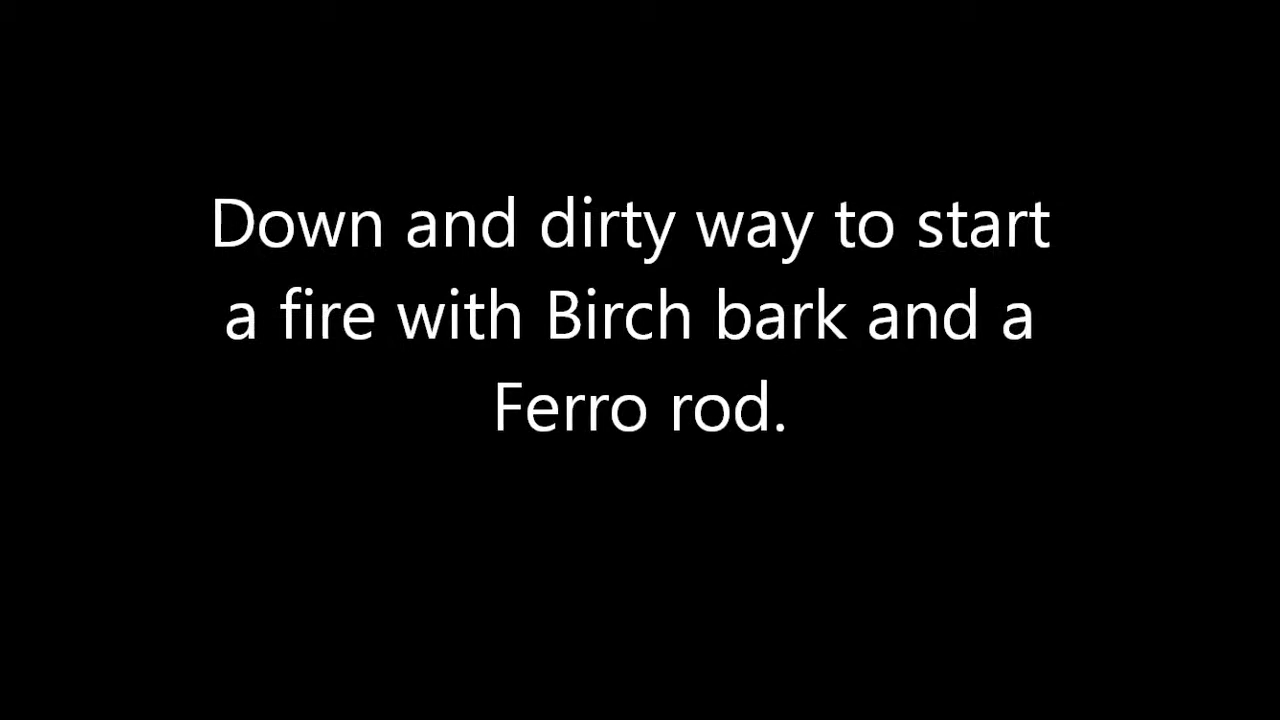 Down and dirty way to start
a fire with Birch bark and a
Ferro rod.